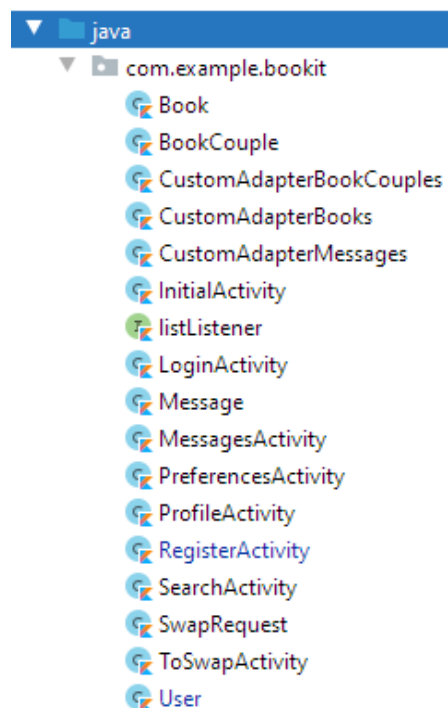 java
com.example.bookit
Book
BookCouple
CustomAdapterBookCouples
CustomAdapterBooks
CustomAdapterMessages
InitialActivity
listListener
LoginActivity
Message
MessagesActivity
PreferencesActivity
ProfileActivity
RegisterActivity
SearchActivity
SwapRequest
ToSwapActivity
User